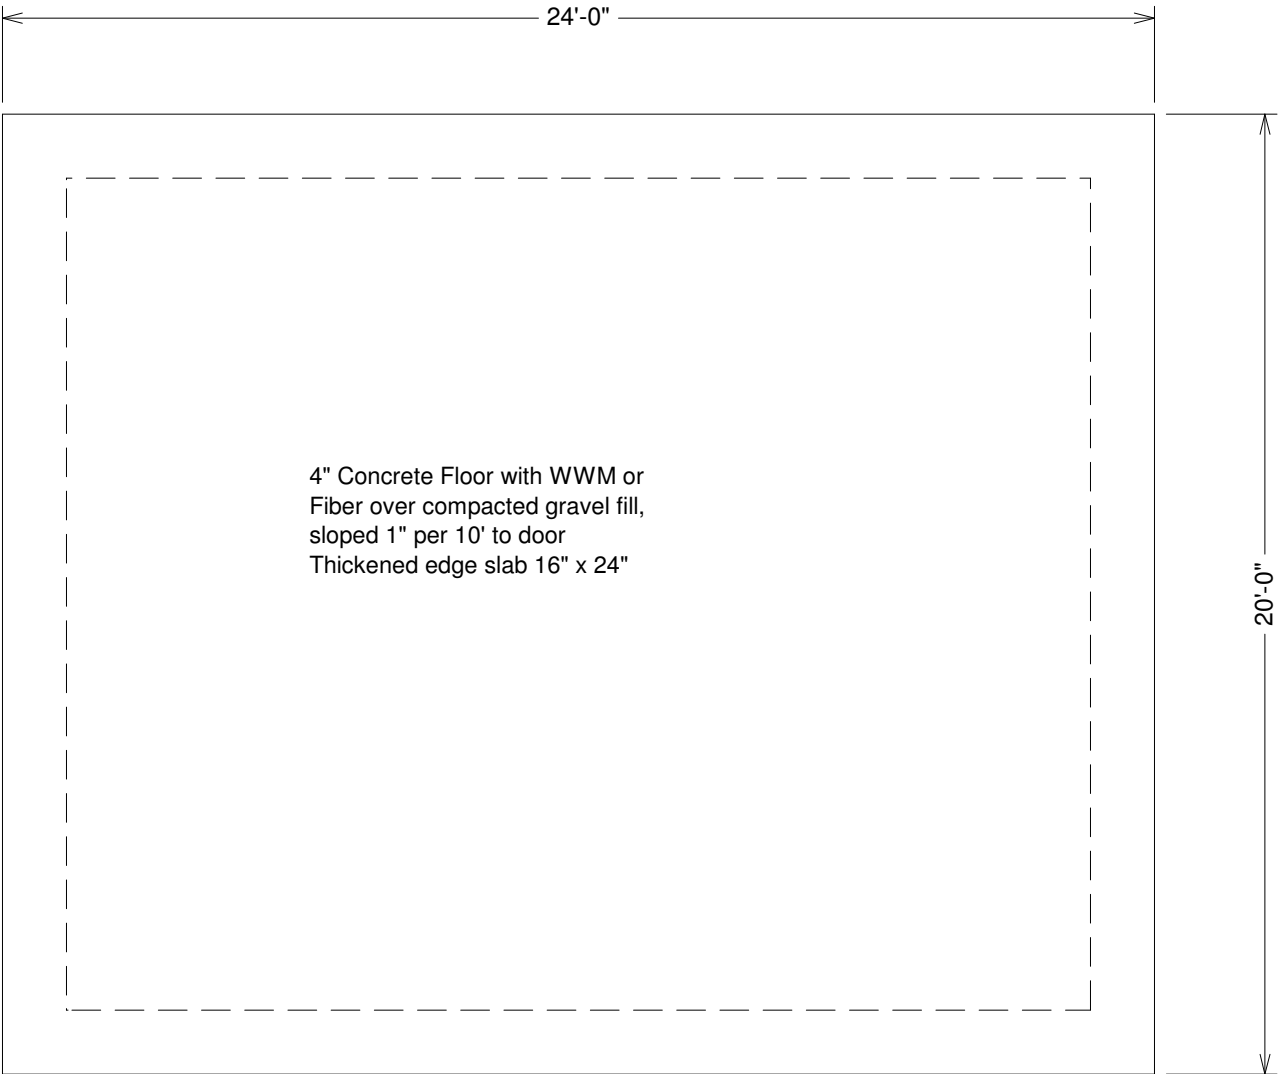 24'-0"
4" Concrete Floor with WWM or
Fiber over compacted gravel fill,
sloped 1" per 10' to door
Thickened edge slab 16" x 24"
20'-0"